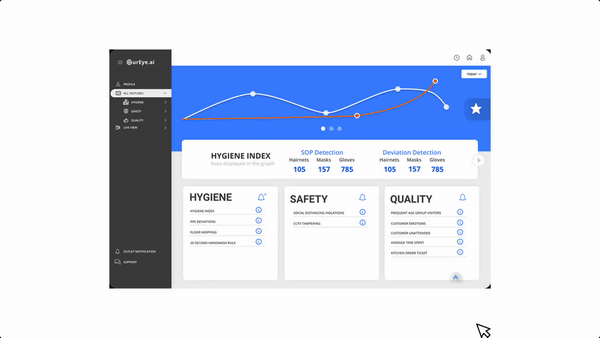 OurEye.ai
PROFILE
ALL FEATURES
HYGIENE
SAFETY
QUALITY
LIVE VIEW
OUTLET NOTIFICATION
SUPPORT
TODAY
HYGIENE INDEX
Data displayed in the graph
SOP Detection
Hairnets Masks Gloves
105 157 785
Deviation Detection
Hairnets Masks Gloves
105 157 785
HYGIENE
HYGIENE INDEX
PPE DEVIATIONS
FLOOR MOPPING
20 SECOND HANDWASH RULE
SAFETY
SOCIAL DISTANCING VIOLATIONS
CCTV TAMPERING
QUALITY
FREQUENT AGE GROUP VISITORS
CUSTOMER EMOTIONS
CUSTOMER UNATTENDED
AVERAGE TIME SPENT
KITCHEN ORDER TICKET